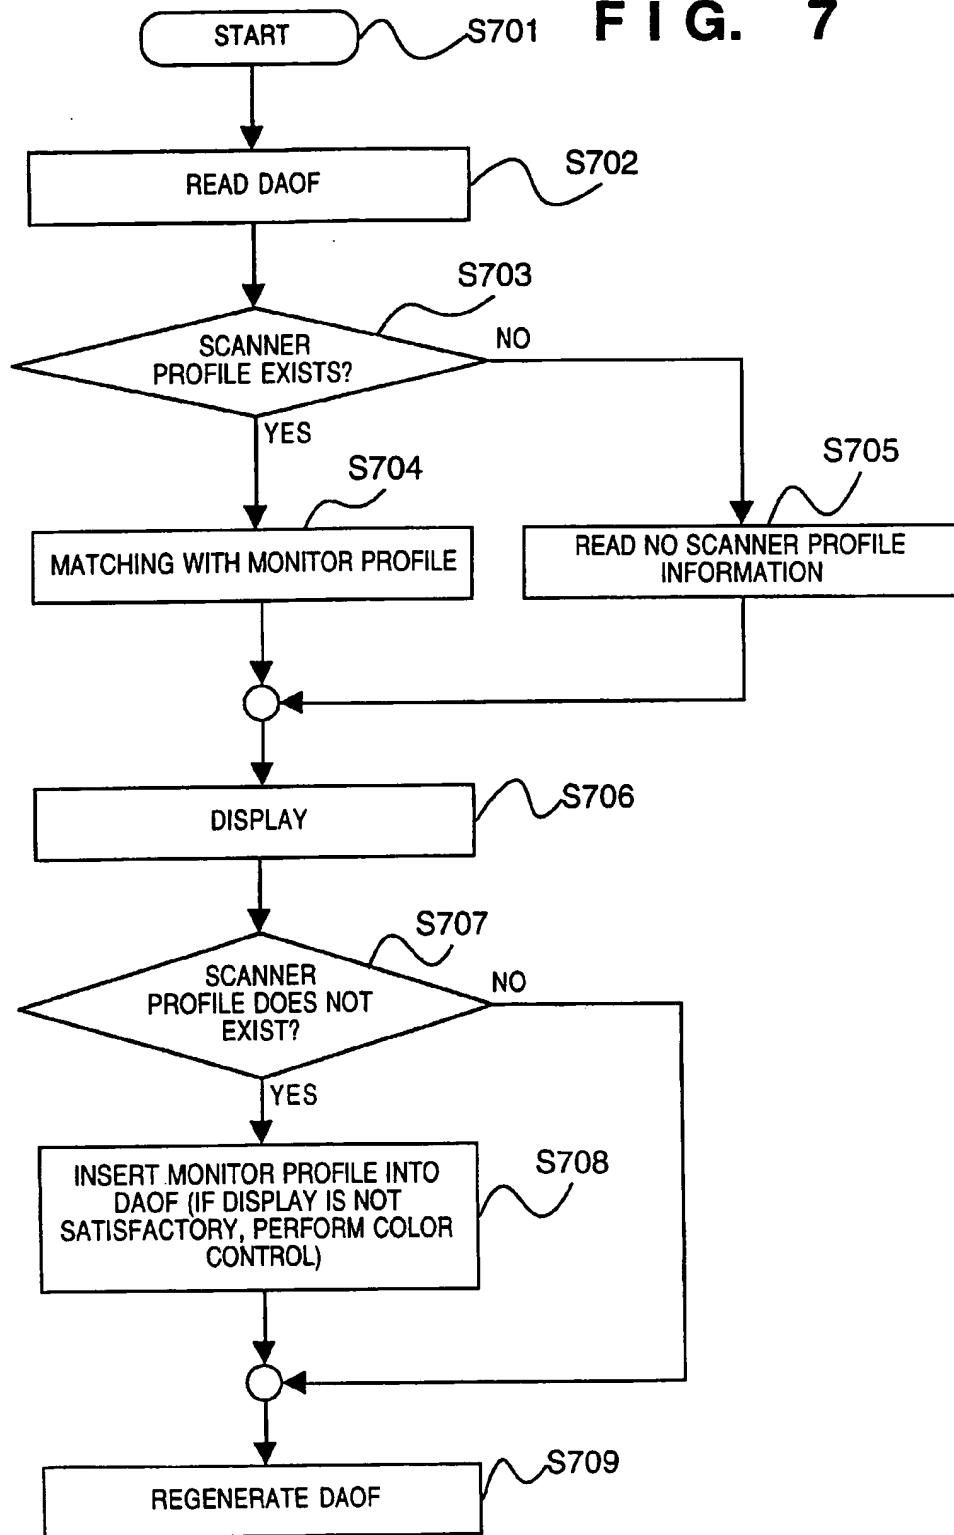 FIG. 7
START
S701
READ DAOF
S702
S703
SCANNER
PROFILE EXISTS?
NO
YES
S704
MATCHING WITH MONITOR PROFILE
S705
READ NO SCANNER PROFILE
INFORMATION
DISPLAY
S706
S707
SCANNER
PROFILE DOES NOT
EXIST?
NO
YES
INSERT MONITOR PROFILE INTO
DAOF (IF DISPLAY IS NOT
SATISFACTORY, PERFORM COLOR
CONTROL)
S708
REGENERATE DAOF
S709